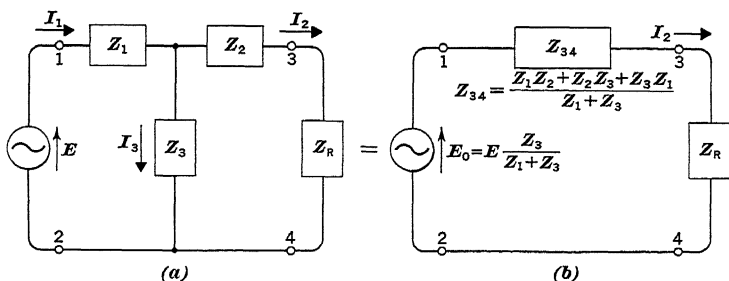 I₁
I₂
1
Z₁
Z₂
3
E
I₃
Z₃
Z_R
2
4
(a)
=
I₂
1
Z₃₄
3
Z₃₄ = (Z₁Z₂+Z₂Z₃+Z₃Z₁)/(Z₁+Z₃)
E₀=E Z₃/(Z₁+Z₃)
Z_R
2
4
(b)